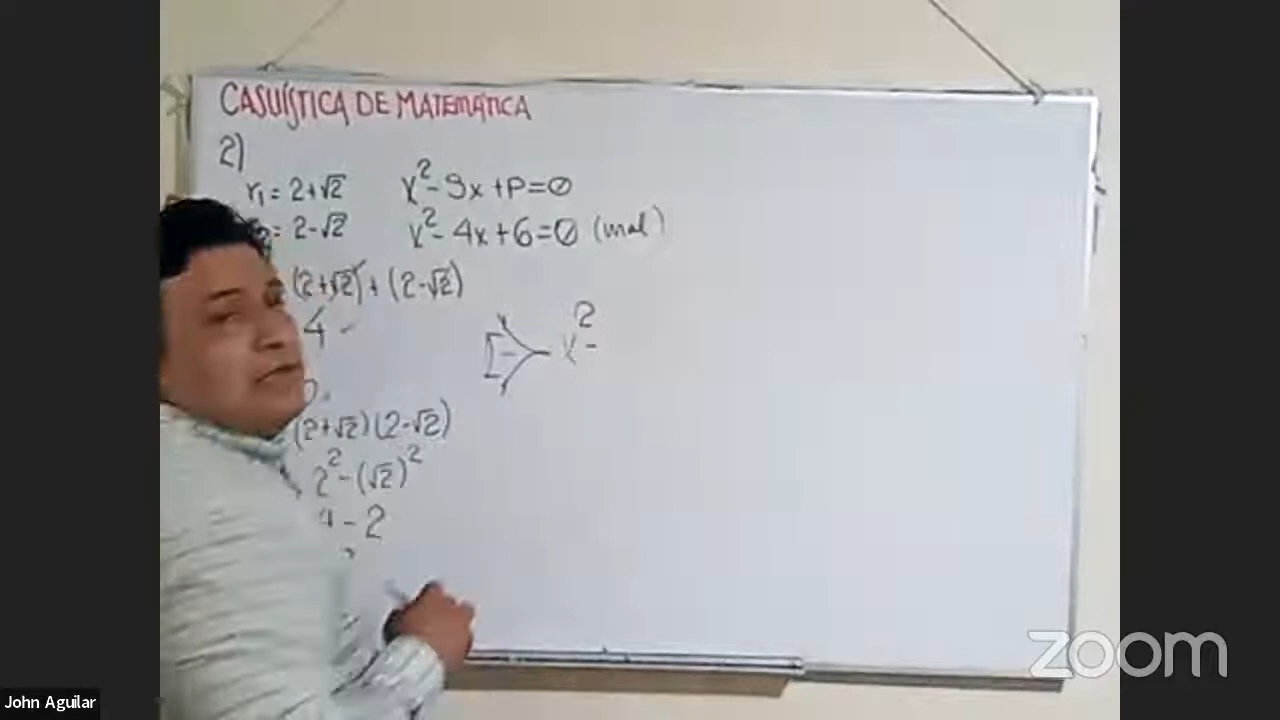 CASUÍSTICA DE MATEMÁTICA
2)
r₁ = 2+√2 x² - Sx + P = 0
= 2-√2 x² - 4x + 6 = 0 (mal)
(2+√2) + (2-√2)
4
x² -
(2+√2)(2-√2)
2² - (√2)²
4 - 2
zoom
John Aguilar